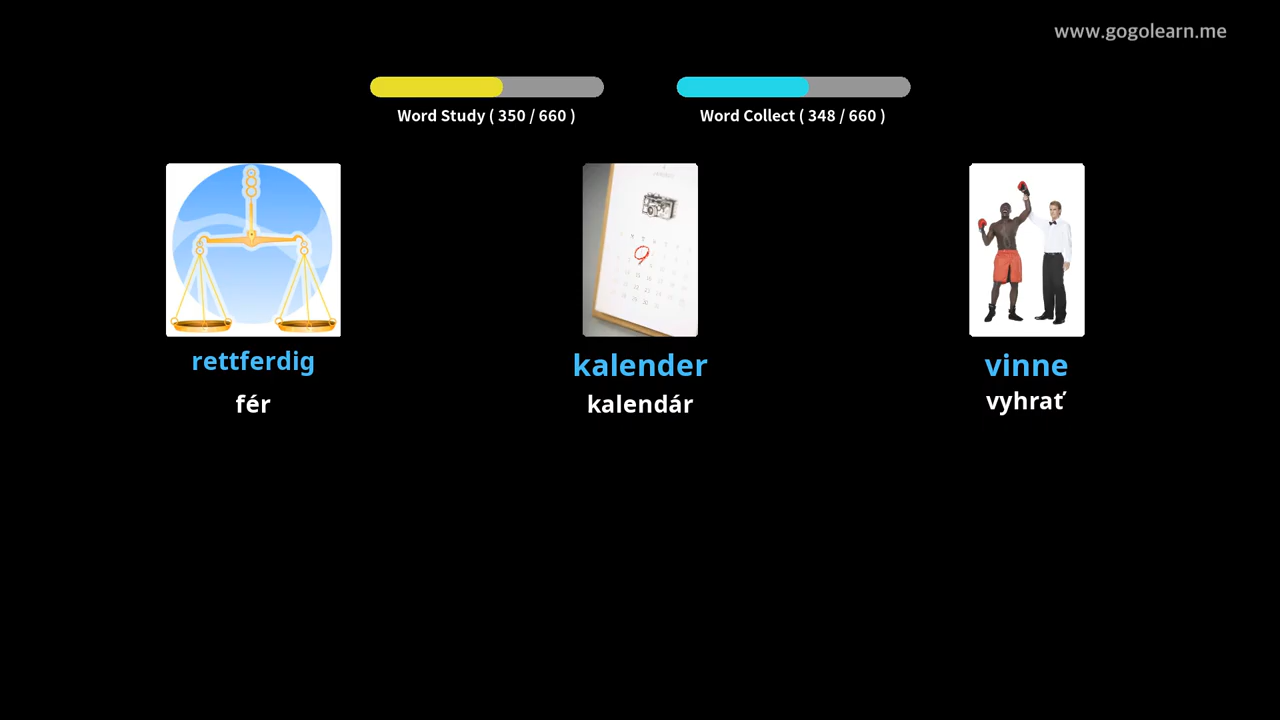 www.gogolearn.me
Word Study ( 350 / 660 )
Word Collect ( 348 / 660 )
rettferdig
kalender
vinne
fér
kalendár
vyhrať